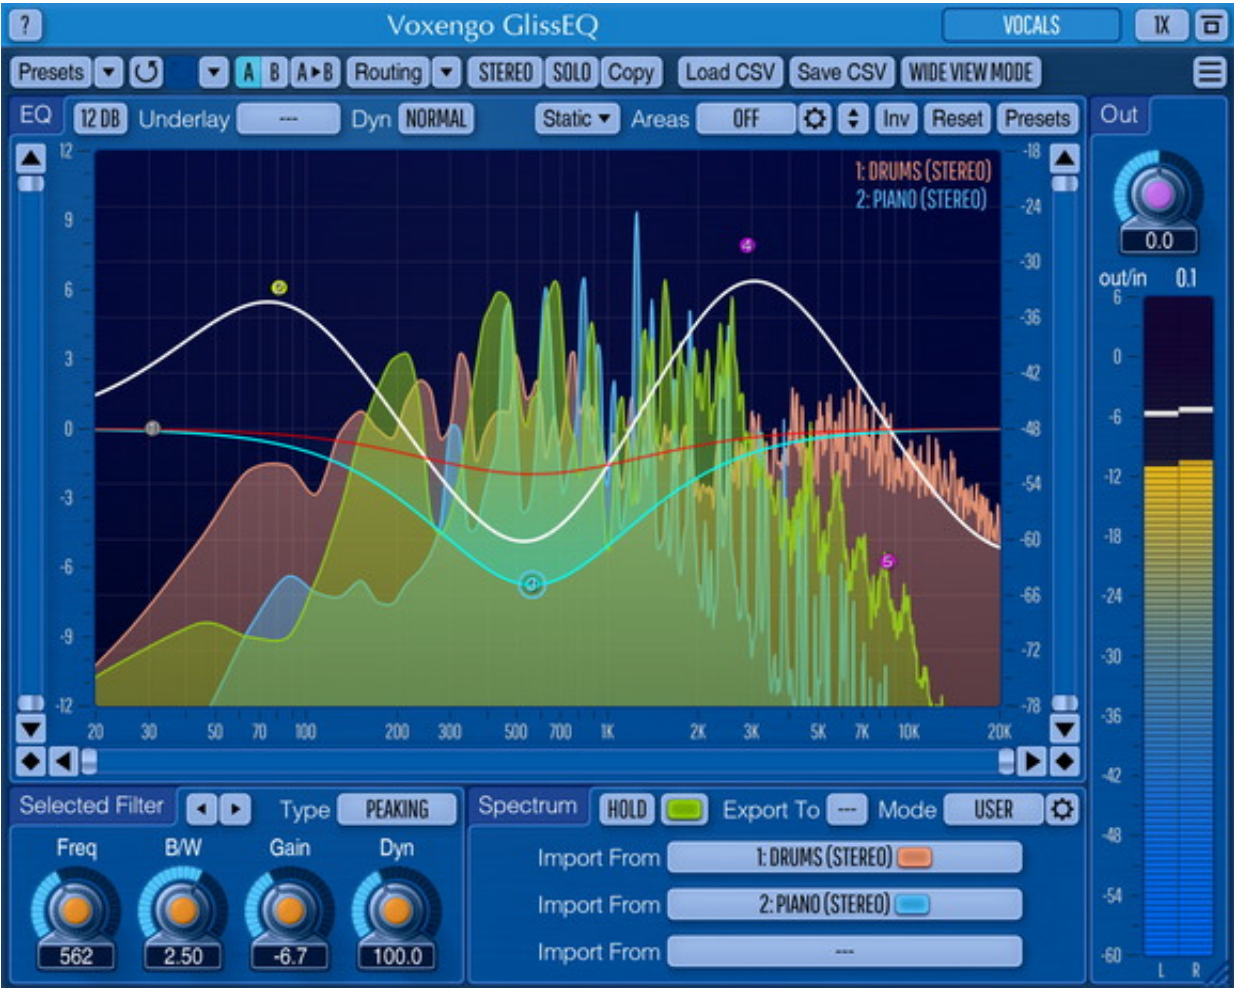 ? Voxengo GlissEQ VOCALS 1X
Presets A B A▸B Routing STEREO SOLO Copy Load CSV Save CSV WIDE VIEW MODE
EQ 12 DB Underlay --- Dyn NORMAL Static Areas OFF Inv Reset Presets Out
1: DRUMS (STEREO)
2: PIANO (STEREO)
12
9
6
3
0
-3
-6
-9
-12
-18
-24
-30
-36
-42
-48
-54
-60
-66
-72
-78
2
4
1
5
20 30 50 70 100 200 300 500 700 1K 2K 3K 5K 7K 10K 20K
0.0
out/in 0.1
6
0
-6
-12
-18
-24
-30
-36
-42
-48
-54
-60
L R
Selected Filter Type PEAKING
Freq B/W Gain Dyn
562 2.50 -6.7 100.0
Spectrum HOLD Export To --- Mode USER
Import From 1: DRUMS (STEREO)
Import From 2: PIANO (STEREO)
Import From ---